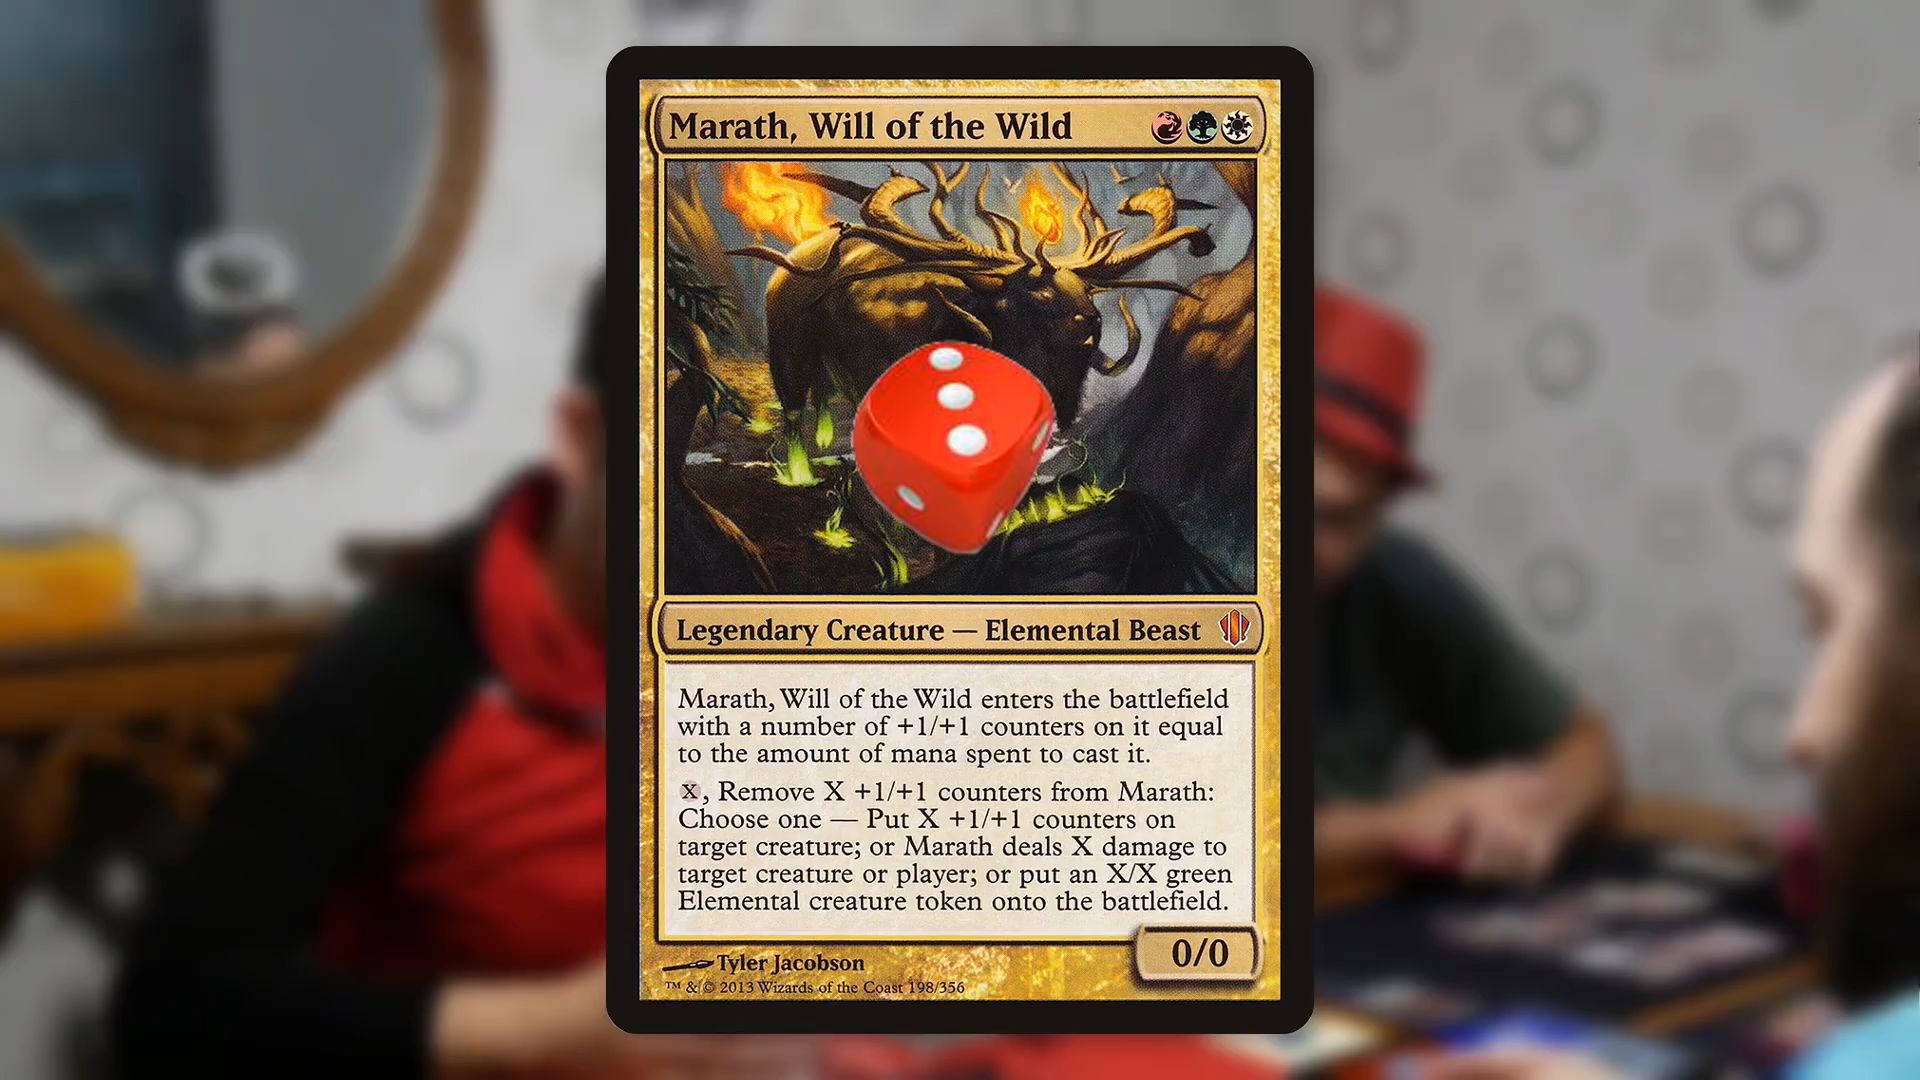 Marath, Will of the Wild
Legendary Creature — Elemental Beast
Marath, Will of the Wild enters the battlefield
with a number of +1/+1 counters on it equal
to the amount of mana spent to cast it.
X, Remove X +1/+1 counters from Marath:
Choose one — Put X +1/+1 counters on
target creature; or Marath deals X damage to
target creature or player; or put an X/X green
Elemental creature token onto the battlefield.
0/0
Tyler Jacobson
™ & © 2013 Wizards of the Coast 198/356